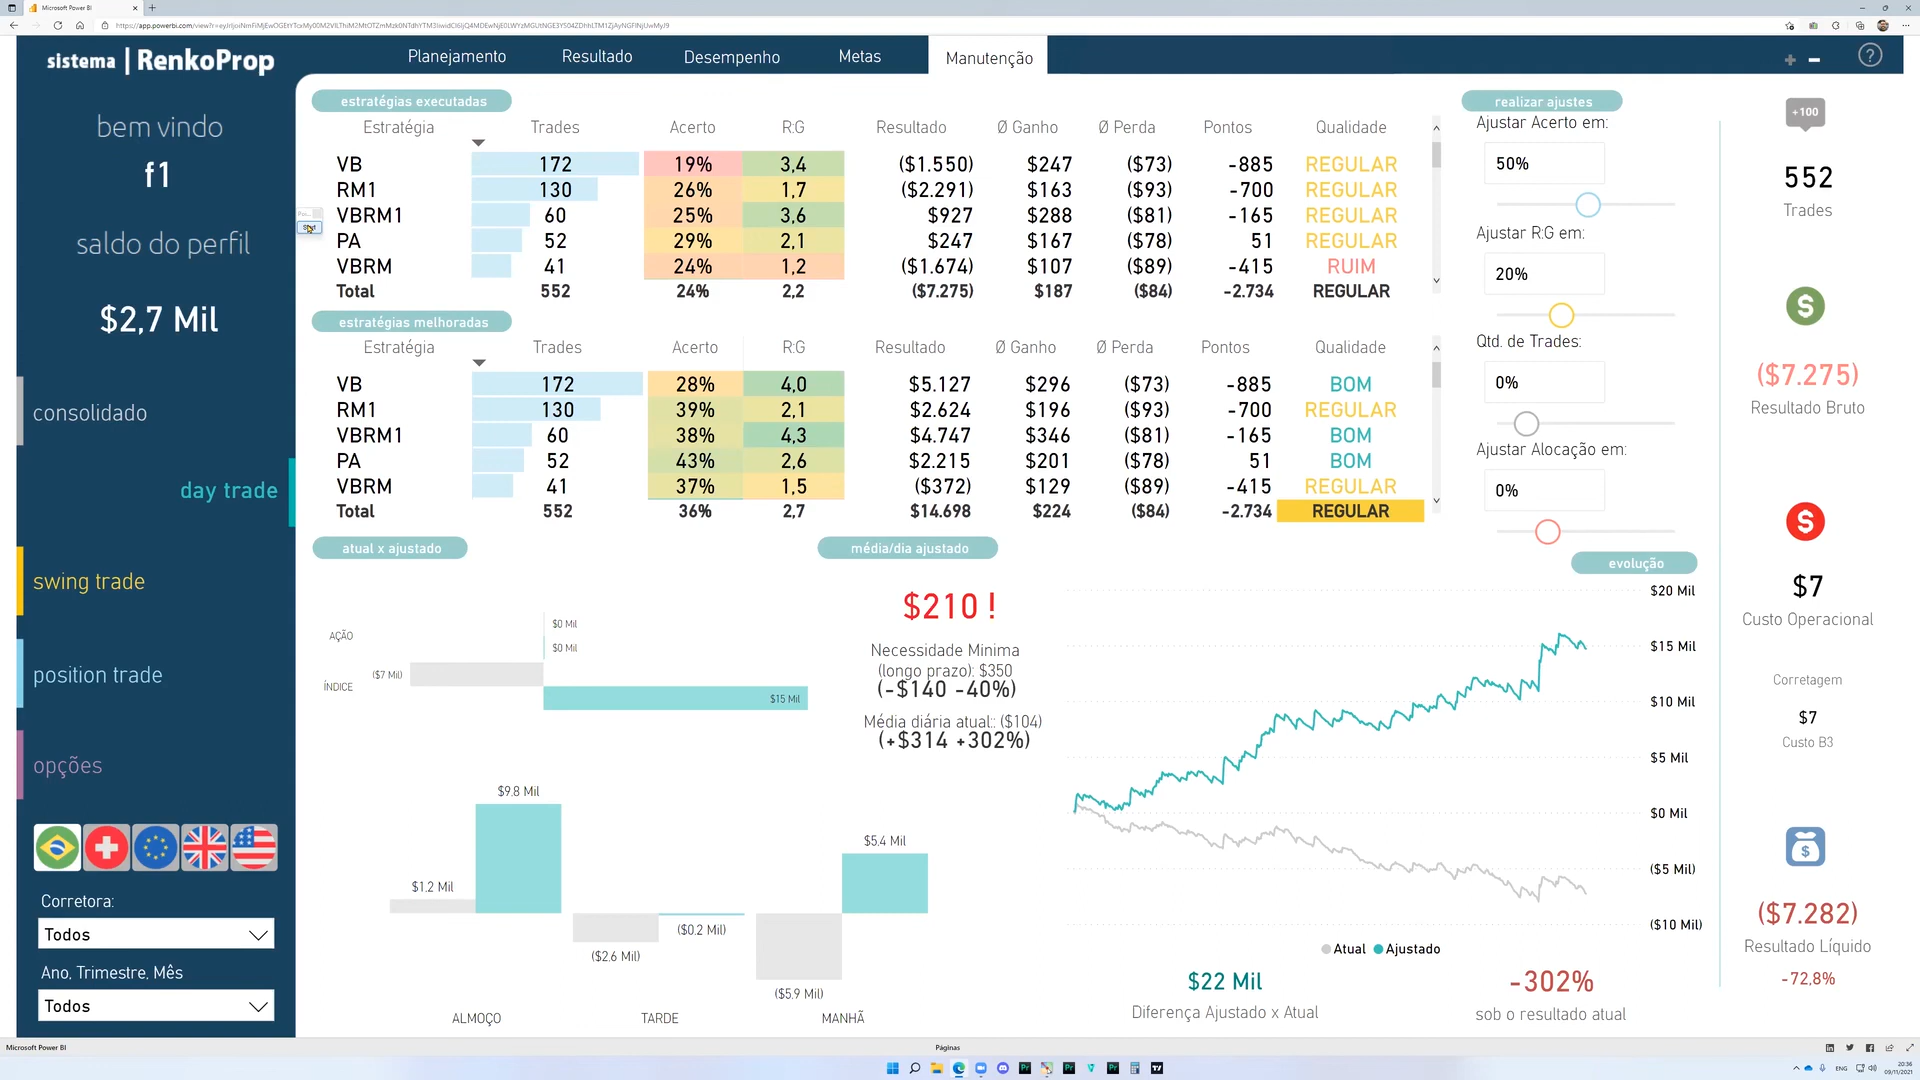 Microsoft Power BI
sistema | RenkoProp
Planejamento
Resultado
Desempenho
Metas
Manutenção
bem vindo
f1
saldo do perfil
$2,7 Mil
consolidado
day trade
swing trade
position trade
opções
Corretora:
Todos
Ano, Trimestre, Mês
Todos
estratégias executadas
Estratégia Trades Acerto R:G Resultado Ø Ganho Ø Perda Pontos Qualidade
VB 172 19% 3,4 ($1.550) $247 ($73) -885 REGULAR
RM1 130 26% 1,7 ($2.291) $163 ($93) -700 REGULAR
VBRM1 60 25% 3,6 $927 $288 ($81) -165 REGULAR
PA 52 29% 2,1 $247 $167 ($78) 51 REGULAR
VBRM 41 24% 1,2 ($1.674) $107 ($89) -415 RUIM
Total 552 24% 2,2 ($7.275) $187 ($84) -2.734 REGULAR
estratégias melhoradas
Estratégia Trades Acerto R:G Resultado Ø Ganho Ø Perda Pontos Qualidade
VB 172 28% 4,0 $5.127 $296 ($73) -885 BOM
RM1 130 39% 2,1 $2.624 $196 ($93) -700 REGULAR
VBRM1 60 38% 4,3 $4.747 $346 ($81) -165 BOM
PA 52 43% 2,6 $2.215 $201 ($78) 51 BOM
VBRM 41 37% 1,5 ($372) $129 ($89) -415 REGULAR
Total 552 36% 2,7 $14.698 $224 ($84) -2.734 REGULAR
realizar ajustes
Ajustar Acerto em:
50%
Ajustar R:G em:
20%
Qtd. de Trades:
0%
Ajustar Alocação em:
0%
+100
552
Trades
($7.275)
Resultado Bruto
$7
Custo Operacional
Corretagem
$7
Custo B3
($7.282)
Resultado Líquido
-72,8%
atual x ajustado
AÇÃO
$0 Mil
$0 Mil
ÍNDICE
($7 Mil)
$15 Mil
$1.2 Mil
$9.8 Mil
($2.6 Mil)
($0.2 Mil)
($5.9 Mil)
$5.4 Mil
ALMOÇO
TARDE
MANHÃ
média/dia ajustado
$210 !
Necessidade Minima
(longo prazo): $350
(-$140 -40%)
Média diária atual:: ($104)
(+$314 +302%)
evolução
$20 Mil
$15 Mil
$10 Mil
$5 Mil
$0 Mil
($5 Mil)
($10 Mil)
Atual Ajustado
$22 Mil
Diferença Ajustado x Atual
-302%
sob o resultado atual
Microsoft Power BI
Páginas
ENG
20:36
09/11/2021